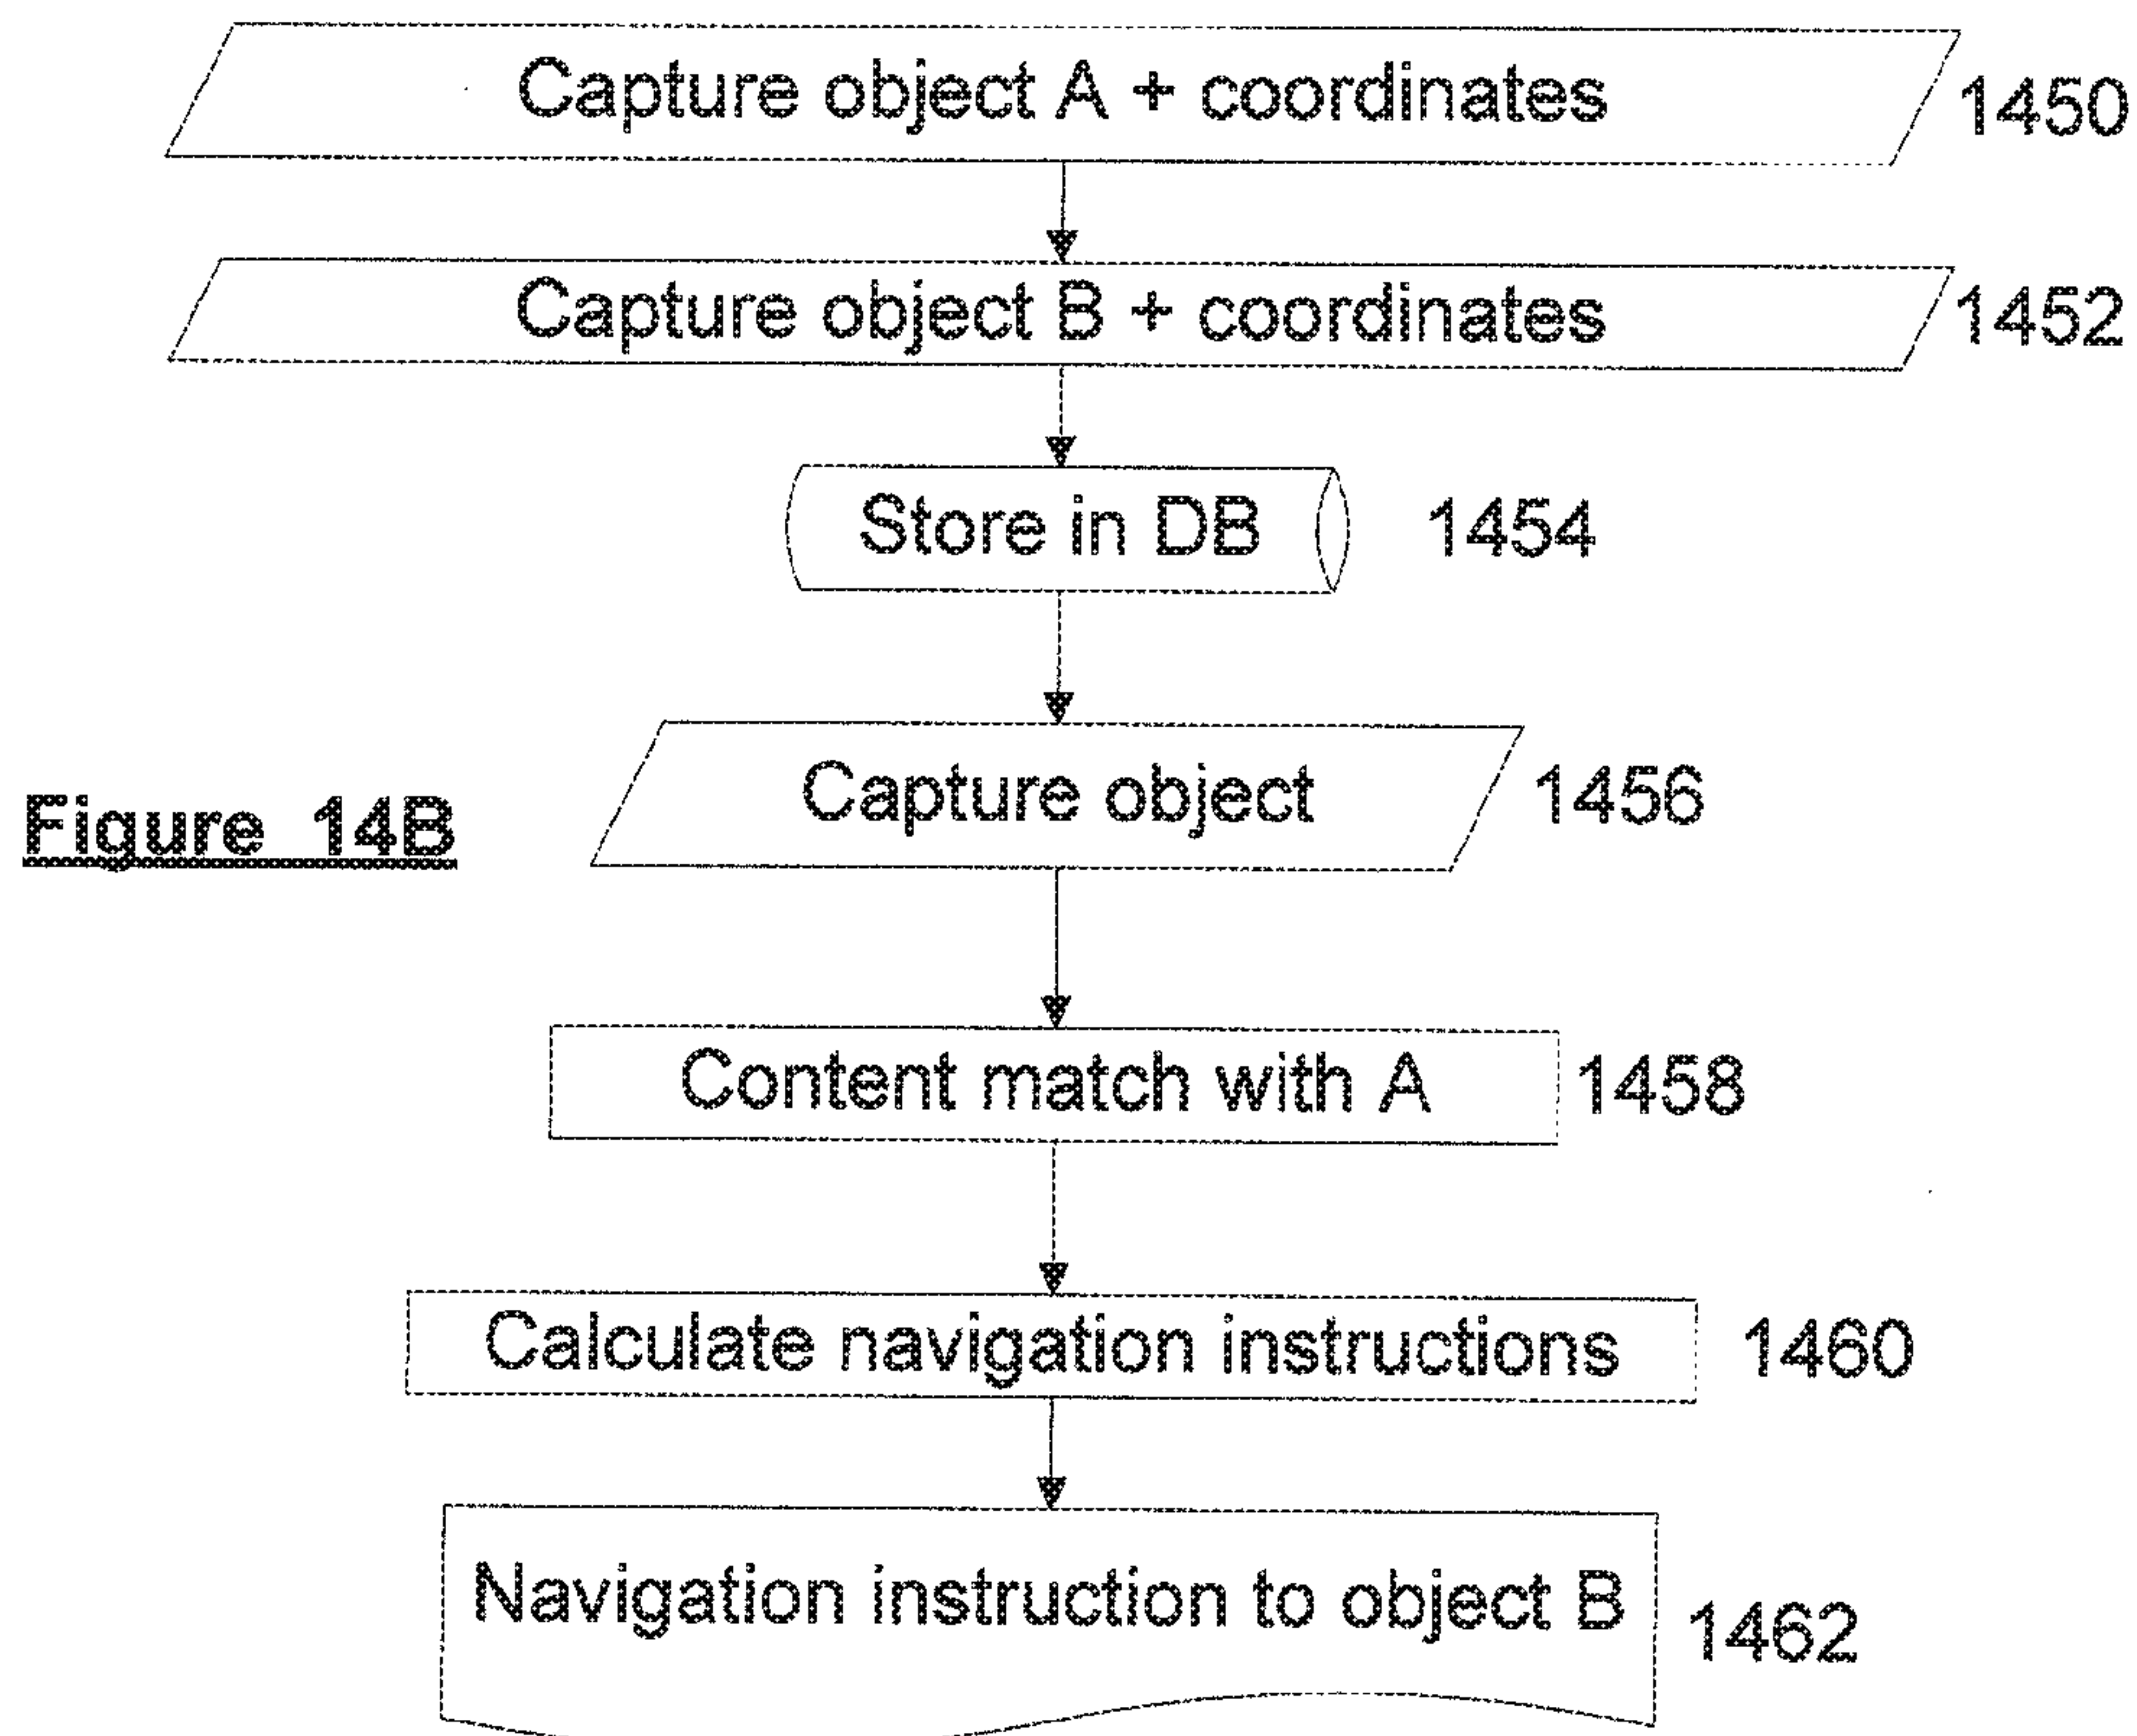 Capture object A + coordinates 1450
Capture object B + coordinates 1452
Store in DB 1454
Capture object 1456
Figure 14B
Content match with A 1458
Calculate navigation instructions 1460
Navigation instruction to object B 1462